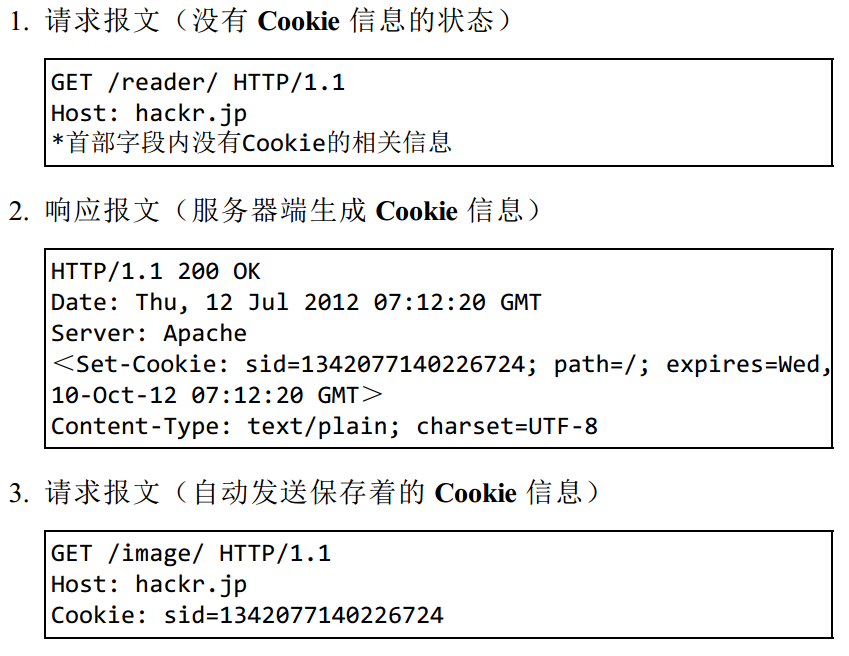 1. 请求报文（没有 Cookie 信息的状态）
GET /reader/ HTTP/1.1
Host: hackr.jp
*首部字段内没有Cookie的相关信息
2. 响应报文（服务器端生成 Cookie 信息）
HTTP/1.1 200 OK
Date: Thu, 12 Jul 2012 07:12:20 GMT
Server: Apache
＜Set-Cookie: sid=1342077140226724; path=/; expires=Wed,
10-Oct-12 07:12:20 GMT＞
Content-Type: text/plain; charset=UTF-8
3. 请求报文（自动发送保存着的 Cookie 信息）
GET /image/ HTTP/1.1
Host: hackr.jp
Cookie: sid=1342077140226724